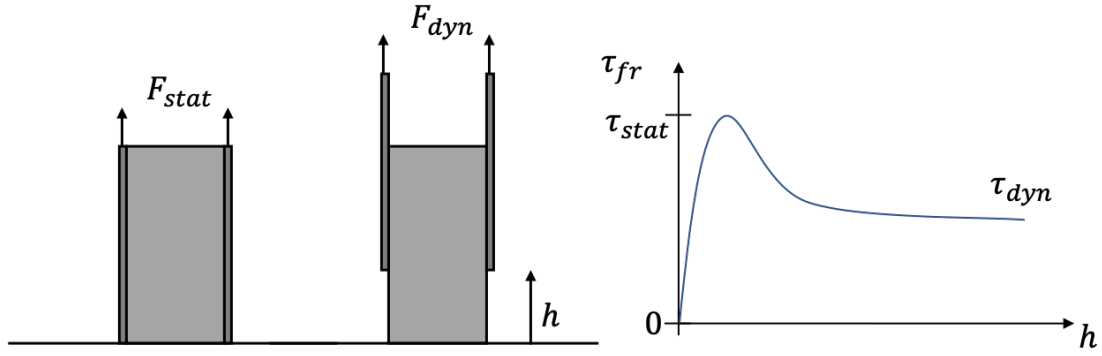 F_stat
F_dyn
h
τ_fr
τ_stat
τ_dyn
0
h